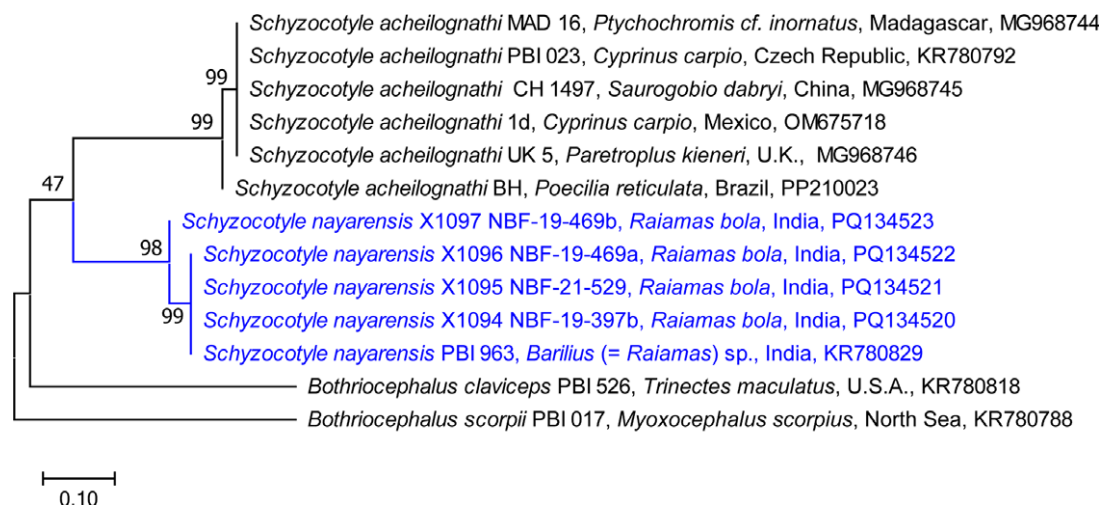 Schyzocotyle acheilognathi MAD 16, Ptychochromis cf. inornatus, Madagascar, MG968744
Schyzocotyle acheilognathi PBI 023, Cyprinus carpio, Czech Republic, KR780792
99
Schyzocotyle acheilognathi CH 1497, Saurogobio dabryi, China, MG968745
99
Schyzocotyle acheilognathi 1d, Cyprinus carpio, Mexico, OM675718
Schyzocotyle acheilognathi UK 5, Paretroplus kieneri, U.K., MG968746
47
Schyzocotyle acheilognathi BH, Poecilia reticulata, Brazil, PP210023
Schyzocotyle nayarensis X1097 NBF-19-469b, Raiamas bola, India, PQ134523
98
Schyzocotyle nayarensis X1096 NBF-19-469a, Raiamas bola, India, PQ134522
Schyzocotyle nayarensis X1095 NBF-21-529, Raiamas bola, India, PQ134521
99
Schyzocotyle nayarensis X1094 NBF-19-397b, Raiamas bola, India, PQ134520
Schyzocotyle nayarensis PBI 963, Barilius (= Raiamas) sp., India, KR780829
Bothriocephalus claviceps PBI 526, Trinectes maculatus, U.S.A., KR780818
Bothriocephalus scorpii PBI 017, Myoxocephalus scorpius, North Sea, KR780788
0.10